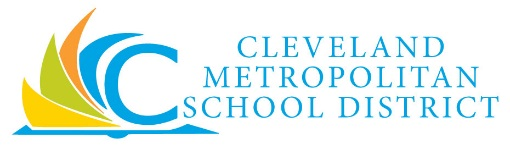 C
CLEVELAND
METROPOLITAN
SCHOOL DISTRICT